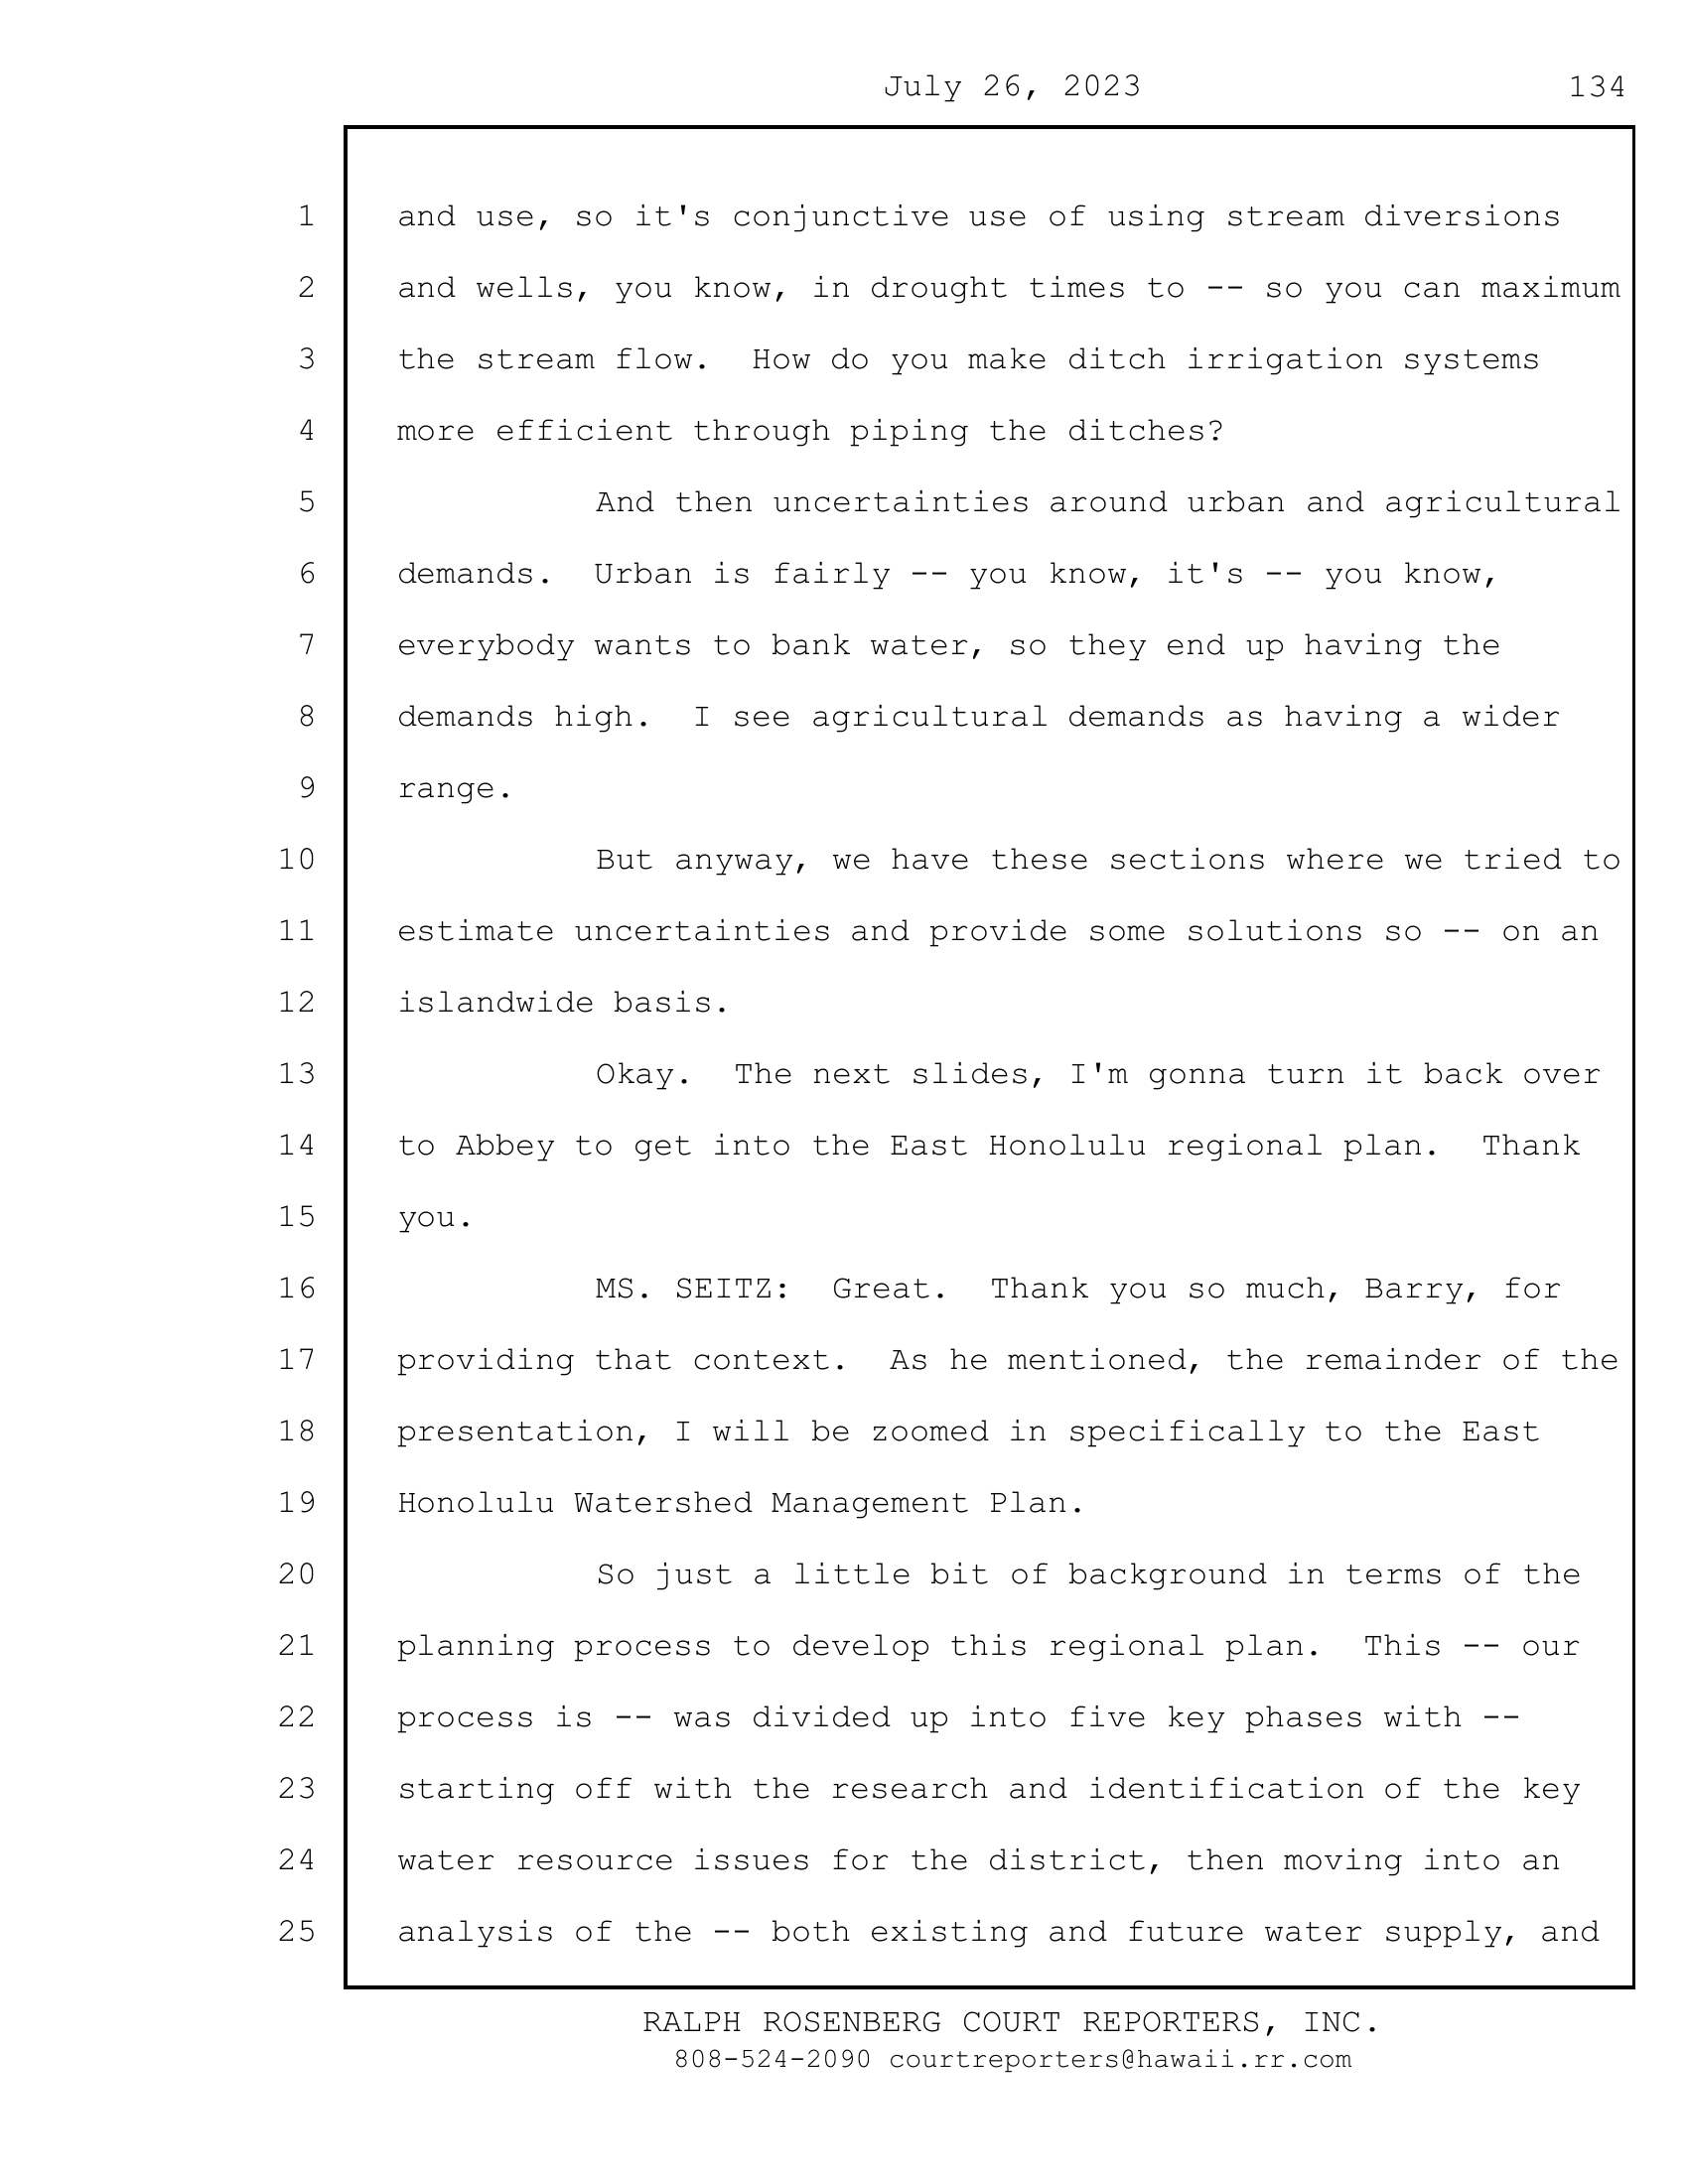 July 26, 2023 134
1 and use, so it's conjunctive use of using stream diversions
2 and wells, you know, in drought times to -- so you can maximum
3 the stream flow.  How do you make ditch irrigation systems
4 more efficient through piping the ditches?
5 And then uncertainties around urban and agricultural
6 demands.  Urban is fairly -- you know, it's -- you know,
7 everybody wants to bank water, so they end up having the
8 demands high.  I see agricultural demands as having a wider
9 range.
10 But anyway, we have these sections where we tried to
11 estimate uncertainties and provide some solutions so -- on an
12 islandwide basis.
13 Okay.  The next slides, I'm gonna turn it back over
14 to Abbey to get into the East Honolulu regional plan.  Thank
15 you.
16 MS. SEITZ:  Great.  Thank you so much, Barry, for
17 providing that context.  As he mentioned, the remainder of the
18 presentation, I will be zoomed in specifically to the East
19 Honolulu Watershed Management Plan.
20 So just a little bit of background in terms of the
21 planning process to develop this regional plan.  This -- our
22 process is -- was divided up into five key phases with --
23 starting off with the research and identification of the key
24 water resource issues for the district, then moving into an
25 analysis of the -- both existing and future water supply, and
RALPH ROSENBERG COURT REPORTERS, INC.
808-524-2090 courtreporters@hawaii.rr.com